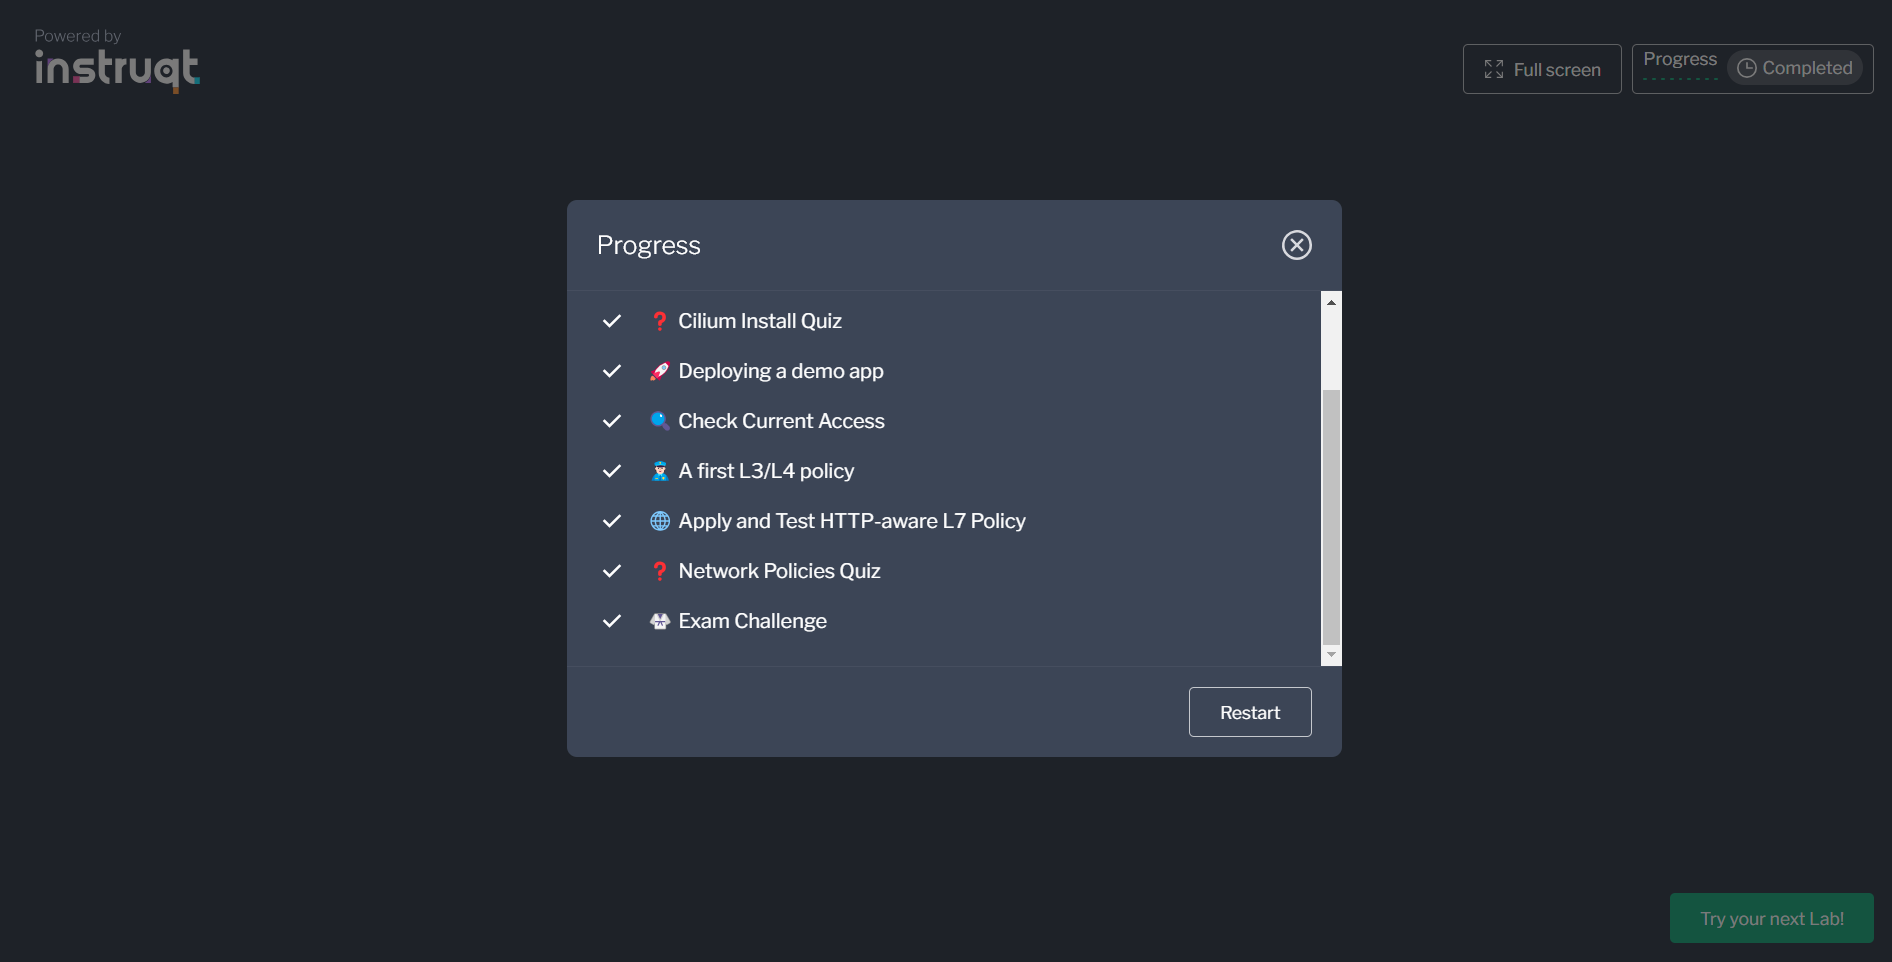 Powered by
instruqt
Full screen
Progress
Completed
Progress
Cilium Install Quiz
Deploying a demo app
Check Current Access
A first L3/L4 policy
Apply and Test HTTP-aware L7 Policy
Network Policies Quiz
Exam Challenge
Restart
Try your next Lab!